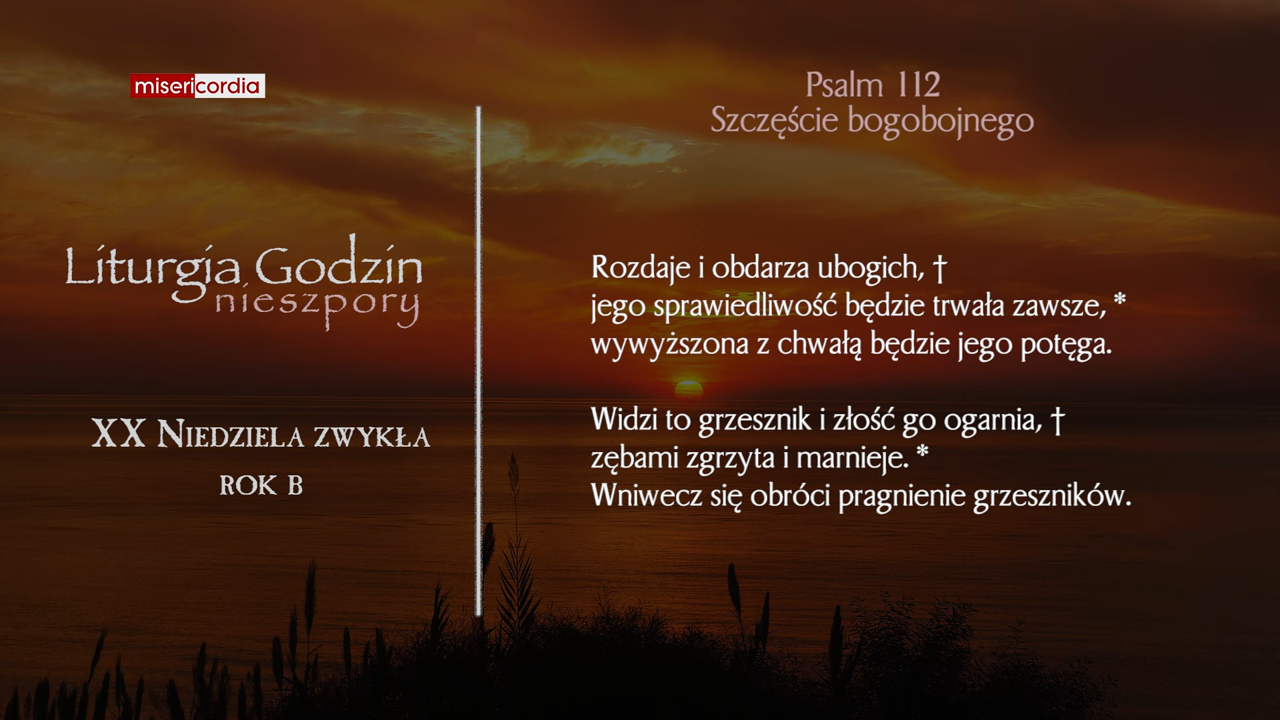 misericordia
Liturgia Godzin
nieszpory
XX Niedziela zwykła
rok B
Psalm 112
Szczęście bogobojnego
Rozdaje i obdarza ubogich, †
jego sprawiedliwość będzie trwała zawsze, *
wywyższona z chwałą będzie jego potęga.
Widzi to grzesznik i złość go ogarnia, †
zębami zgrzyta i marnieje. *
Wniwecz się obróci pragnienie grzeszników.